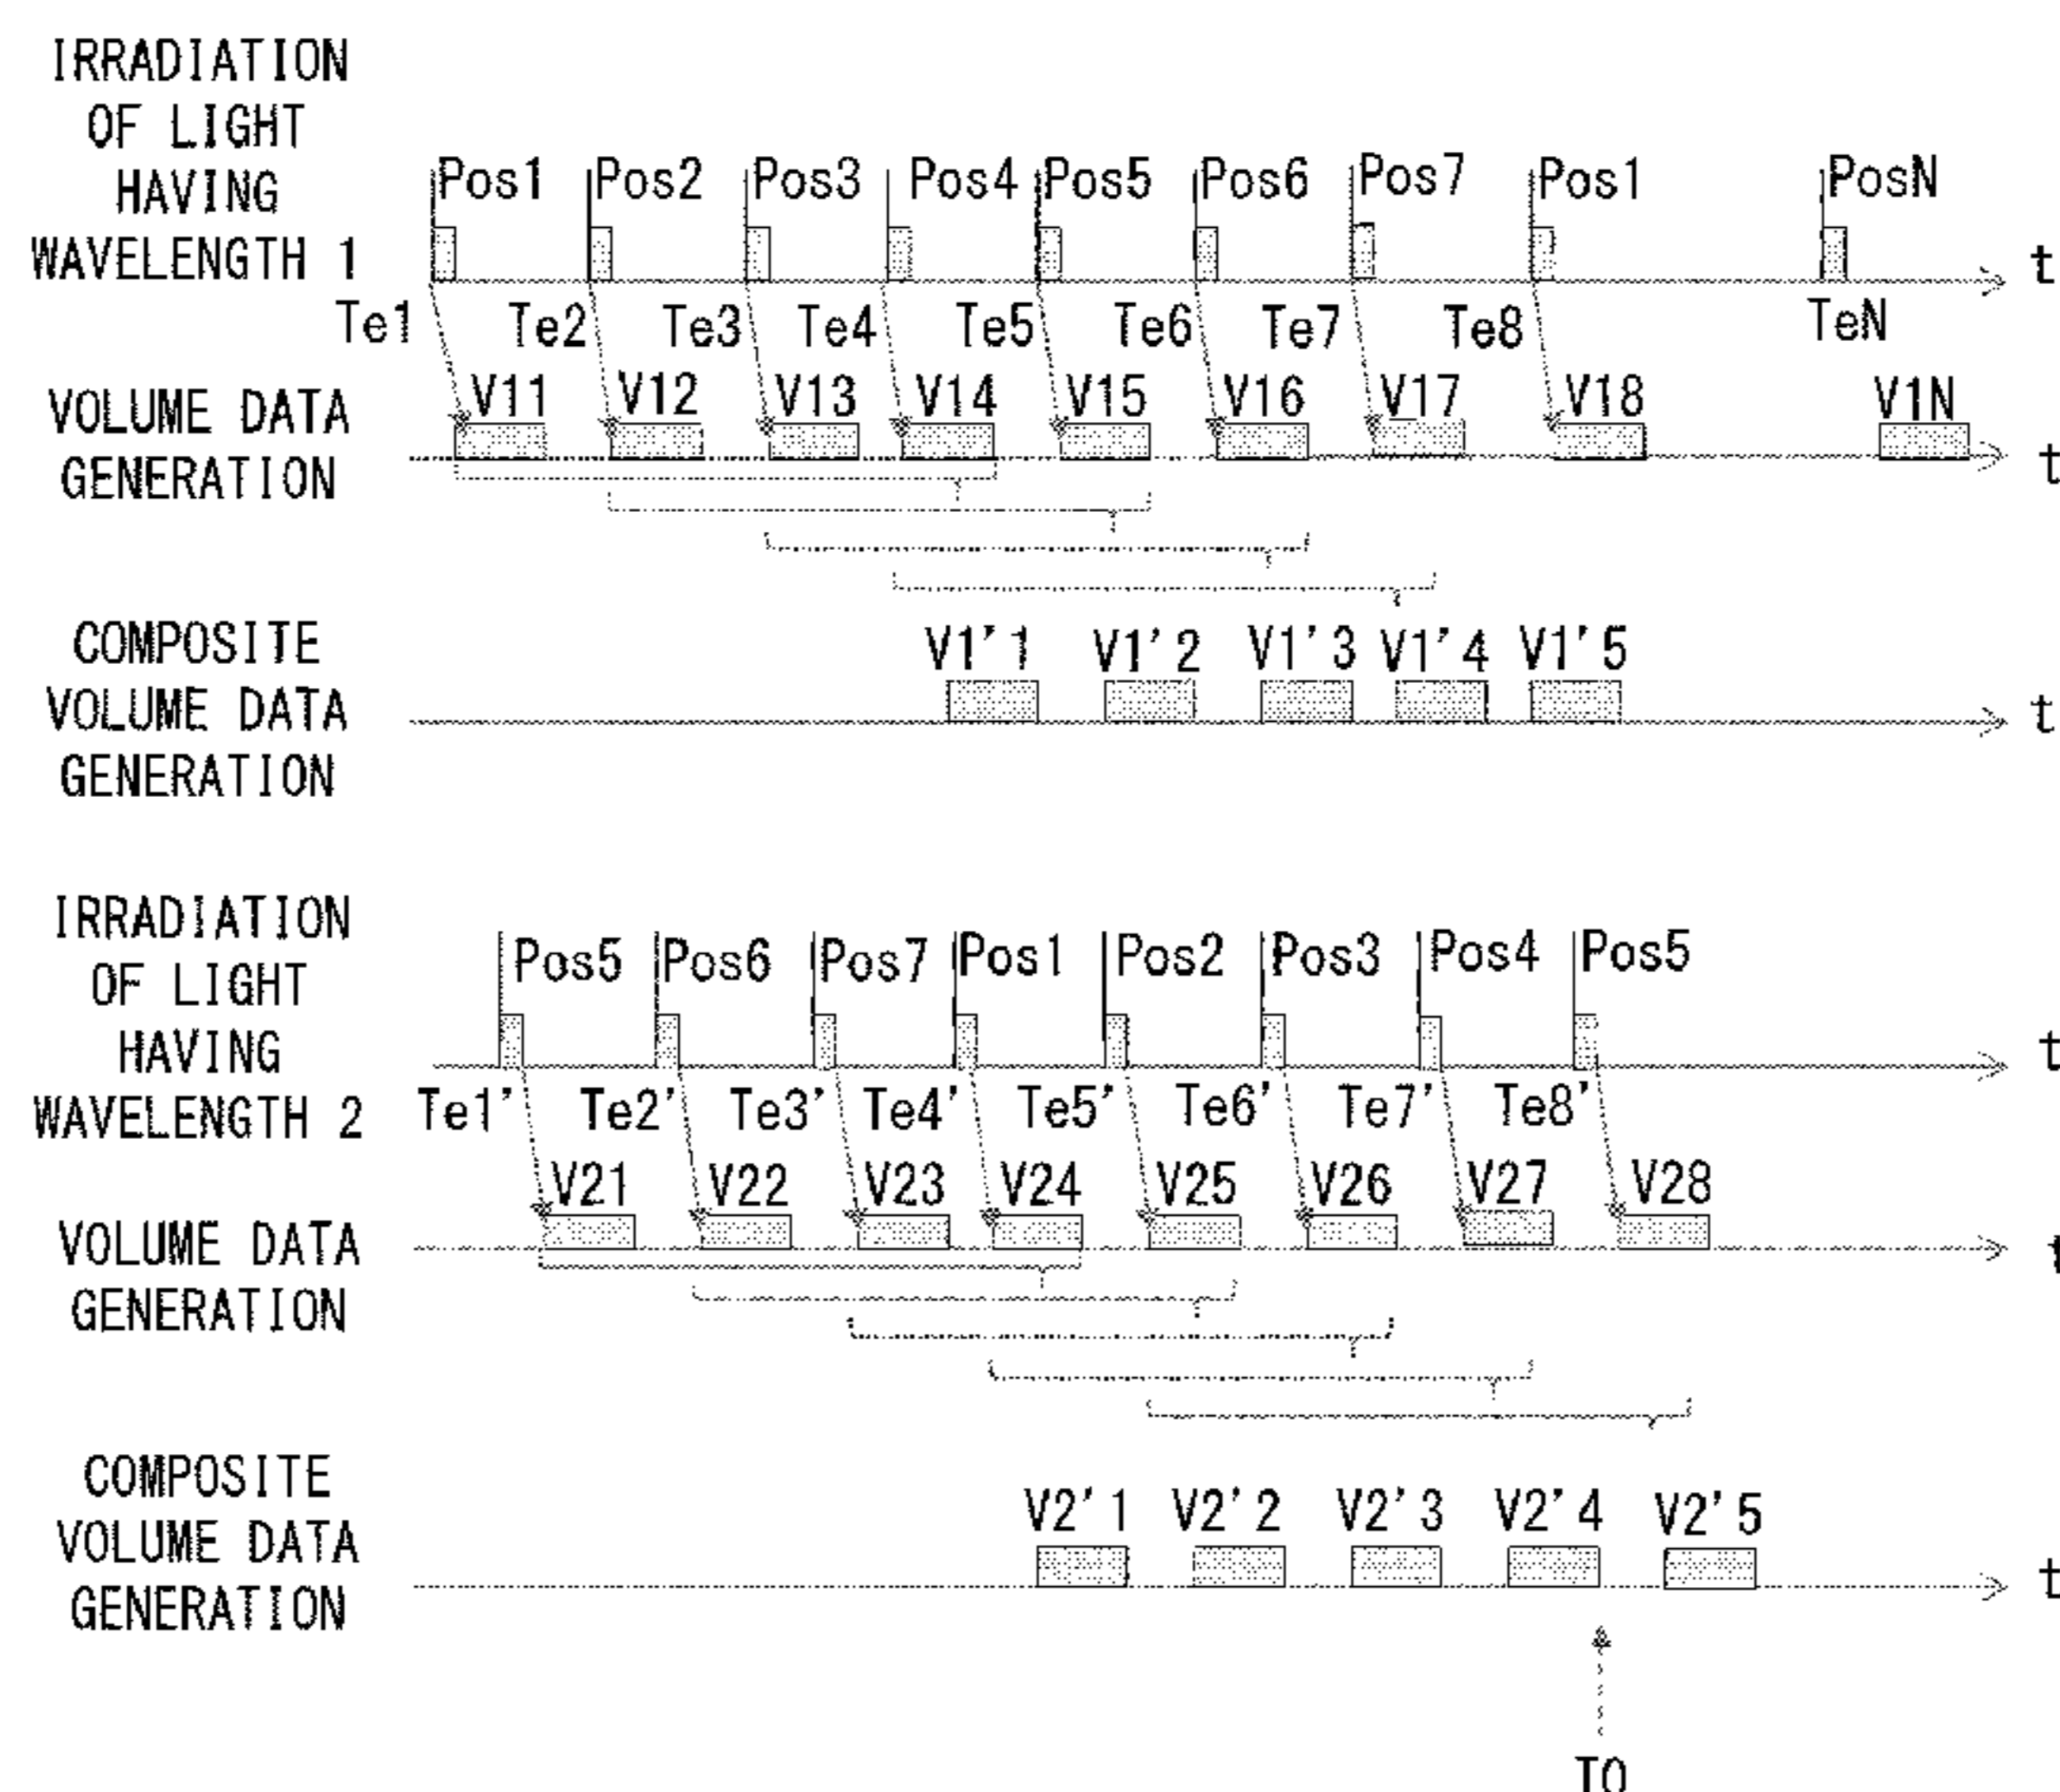 IRRADIATION
OF LIGHT
HAVING
WAVELENGTH 1
Pos1 Pos2 Pos3 Pos4 Pos5 Pos6 Pos7 Pos1 PosN
t
Te1 Te2 Te3 Te4 Te5 Te6 Te7 Te8 TeN
VOLUME DATA
GENERATION
V11 V12 V13 V14 V15 V16 V17 V18 V1N
t
COMPOSITE
VOLUME DATA
GENERATION
V1'1 V1'2 V1'3 V1'4 V1'5
t
IRRADIATION
OF LIGHT
HAVING
WAVELENGTH 2
Pos5 Pos6 Pos7 Pos1 Pos2 Pos3 Pos4 Pos5
t
Te1' Te2' Te3' Te4' Te5' Te6' Te7' Te8'
VOLUME DATA
GENERATION
V21 V22 V23 V24 V25 V26 V27 V28
t
COMPOSITE
VOLUME DATA
GENERATION
V2'1 V2'2 V2'3 V2'4 V2'5
t
T0